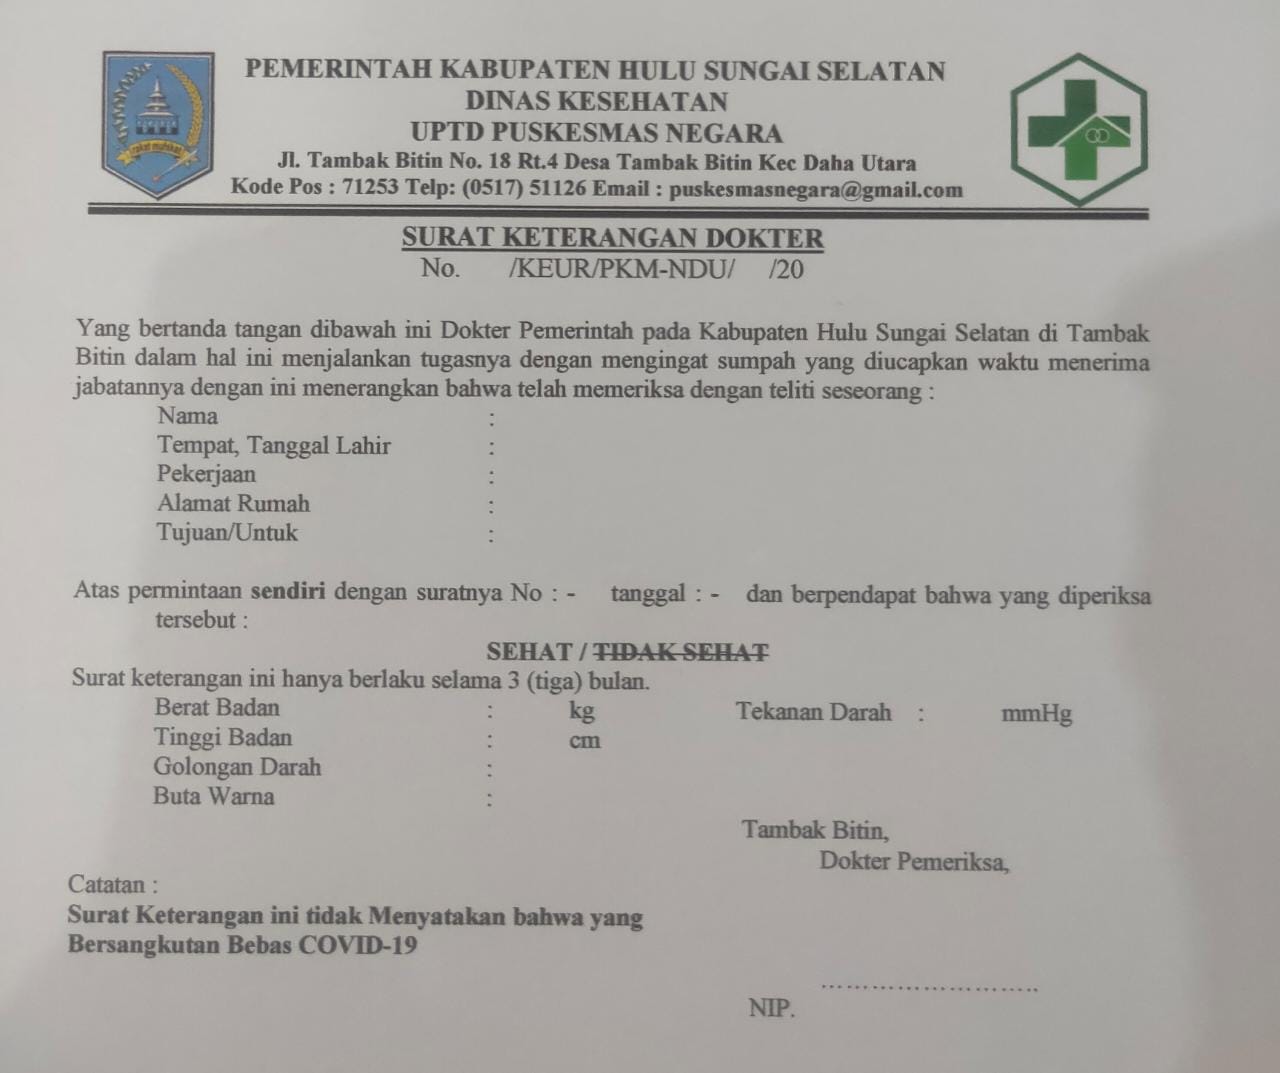 PEMERINTAH KABUPATEN HULU SUNGAI SELATAN
DINAS KESEHATAN
UPTD PUSKESMAS NEGARA
Jl. Tambak Bitin No. 18 Rt.4 Desa Tambak Bitin Kec Daha Utara
Kode Pos : 71253 Telp: (0517) 51126 Email : puskesmasnegara@gmail.com
rakat mufakat
SURAT KETERANGAN DOKTER
No. /KEUR/PKM-NDU/ /20
Yang bertanda tangan dibawah ini Dokter Pemerintah pada Kabupaten Hulu Sungai Selatan di Tambak
Bitin dalam hal ini menjalankan tugasnya dengan mengingat sumpah yang diucapkan waktu menerima
jabatannya dengan ini menerangkan bahwa telah memeriksa dengan teliti seseorang :
Nama :
Tempat, Tanggal Lahir :
Pekerjaan :
Alamat Rumah :
Tujuan/Untuk :
Atas permintaan sendiri dengan suratnya No : - tanggal : - dan berpendapat bahwa yang diperiksa
tersebut :
SEHAT / TIDAK SEHAT
Surat keterangan ini hanya berlaku selama 3 (tiga) bulan.
Berat Badan : kg Tekanan Darah : mmHg
Tinggi Badan : cm
Golongan Darah :
Buta Warna :
Tambak Bitin,
Dokter Pemeriksa,
Catatan :
Surat Keterangan ini tidak Menyatakan bahwa yang
Bersangkutan Bebas COVID-19
..........................
NIP.